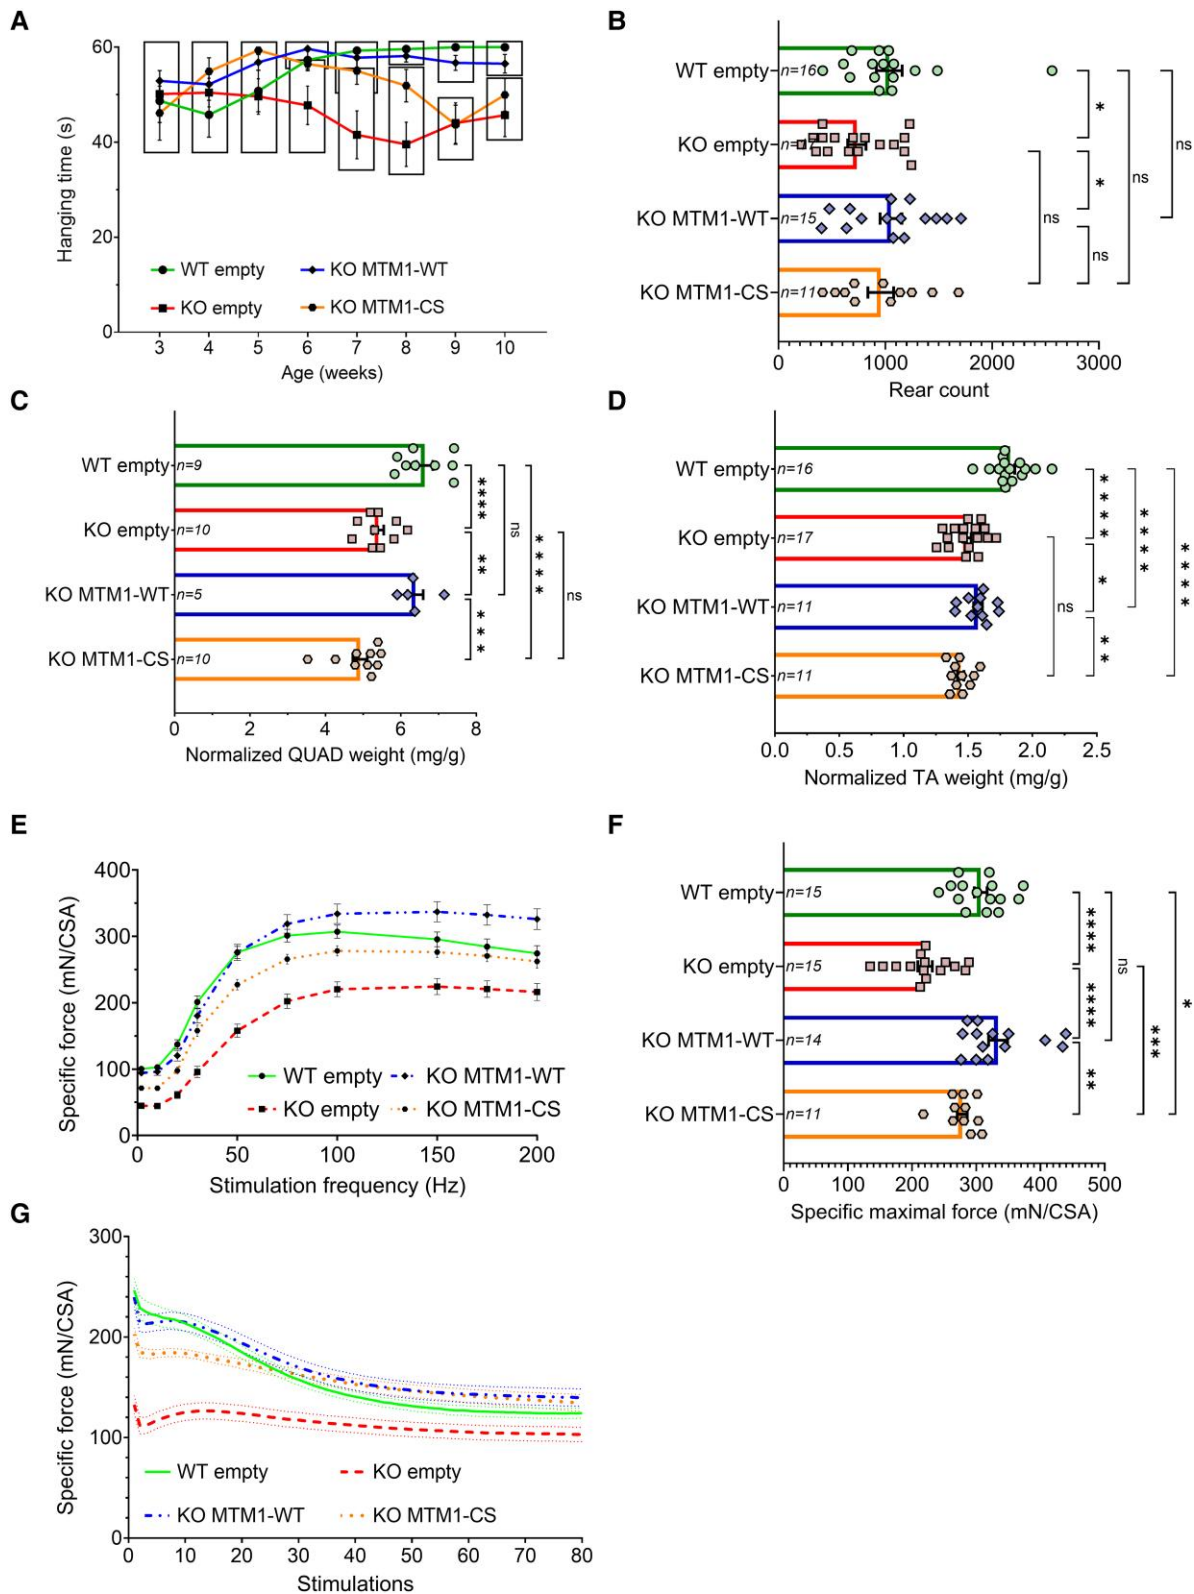 A
60
40
20
0
Hanging time (s)
WT empty
KO MTM1-WT
KO empty
KO MTM1-CS
3 4 5 6 7 8 9 10
Age (weeks)
B
WT empty
n=16
KO empty
KO MTM1-WT
n=15
KO MTM1-CS
n=11
*
*
ns
ns
ns
ns
0 1000 2000 3000
Rear count
C
WT empty
n=9
KO empty
n=10
KO MTM1-WT
n=5
KO MTM1-CS
n=10
****
**
***
ns
****
ns
0 2 4 6 8
Normalized QUAD weight (mg/g)
D
WT empty
n=16
KO empty
n=17
KO MTM1-WT
n=11
KO MTM1-CS
n=11
ns
****
*
**
****
****
0.0 0.5 1.0 1.5 2.0 2.5
Normalized TA weight (mg/g)
E
400
300
200
100
0
Specific force (mN/CSA)
WT empty
KO MTM1-WT
KO empty
KO MTM1-CS
0 50 100 150 200
Stimulation frequency (Hz)
F
WT empty
n=15
KO empty
n=15
KO MTM1-WT
n=14
KO MTM1-CS
n=11
****
****
**
ns
***
*
0 100 200 300 400 500
Specific maximal force (mN/CSA)
G
300
200
100
0
Specific force (mN/CSA)
WT empty
KO empty
KO MTM1-WT
KO MTM1-CS
0 10 20 30 40 50 60 70 80
Stimulations